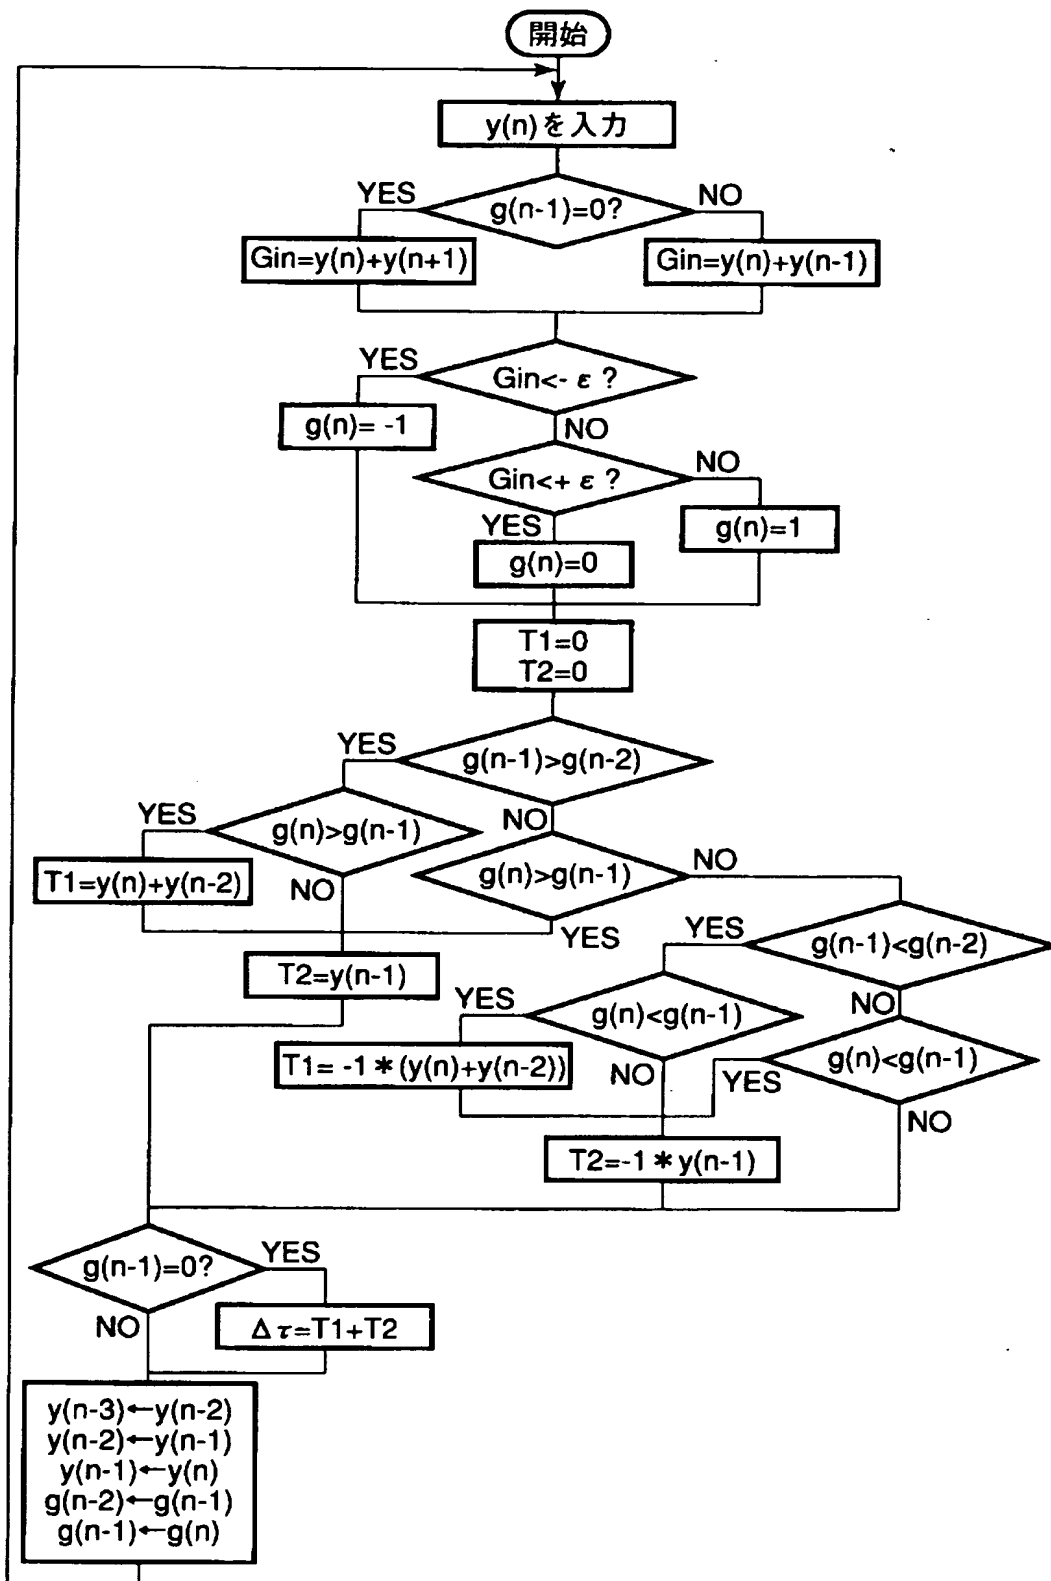 開始
y(n)を入力
YES
g(n-1)=0?
NO
Gin=y(n)+y(n+1)
Gin=y(n)+y(n-1)
YES
Gin<- ε ?
g(n)= -1
NO
Gin<+ ε ?
NO
YES
g(n)=1
g(n)=0
T1=0
T2=0
YES
g(n-1)>g(n-2)
YES
g(n)>g(n-1)
NO
g(n)>g(n-1)
NO
T1=y(n)+y(n-2)
NO
YES
YES
g(n-1)<g(n-2)
T2=y(n-1)
YES
g(n)<g(n-1)
NO
T1= -1＊(y(n)+y(n-2))
NO
YES
g(n)<g(n-1)
NO
T2=-1＊y(n-1)
g(n-1)=0?
YES
NO
Δτ=T1+T2
y(n-3)←y(n-2)
y(n-2)←y(n-1)
y(n-1)←y(n)
g(n-2)←g(n-1)
g(n-1)←g(n)